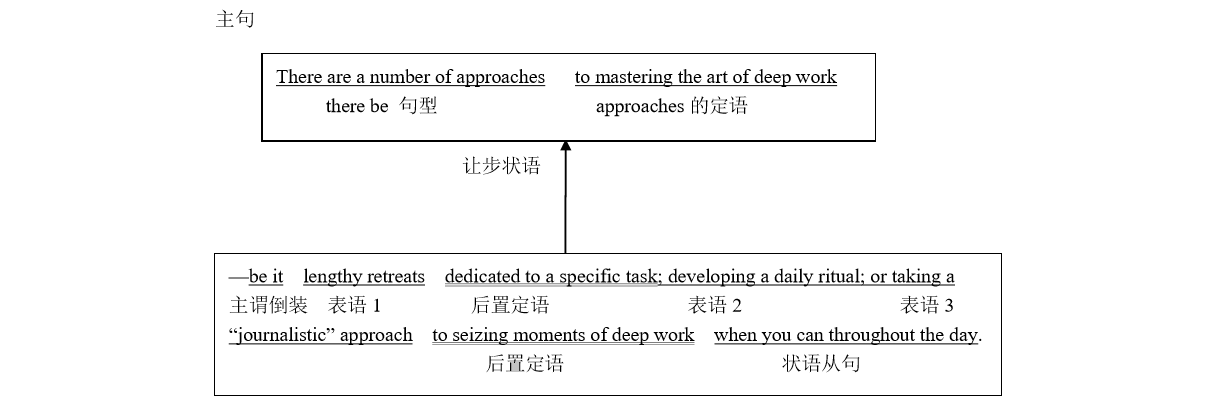 主句
There are a number of approaches to mastering the art of deep work
there be 句型 approaches 的定语
让步状语
—be it lengthy retreats dedicated to a specific task; developing a daily ritual; or taking a
主谓倒装 表语 1 后置定语 表语 2 表语 3
“journalistic” approach to seizing moments of deep work when you can throughout the day.
后置定语 状语从句